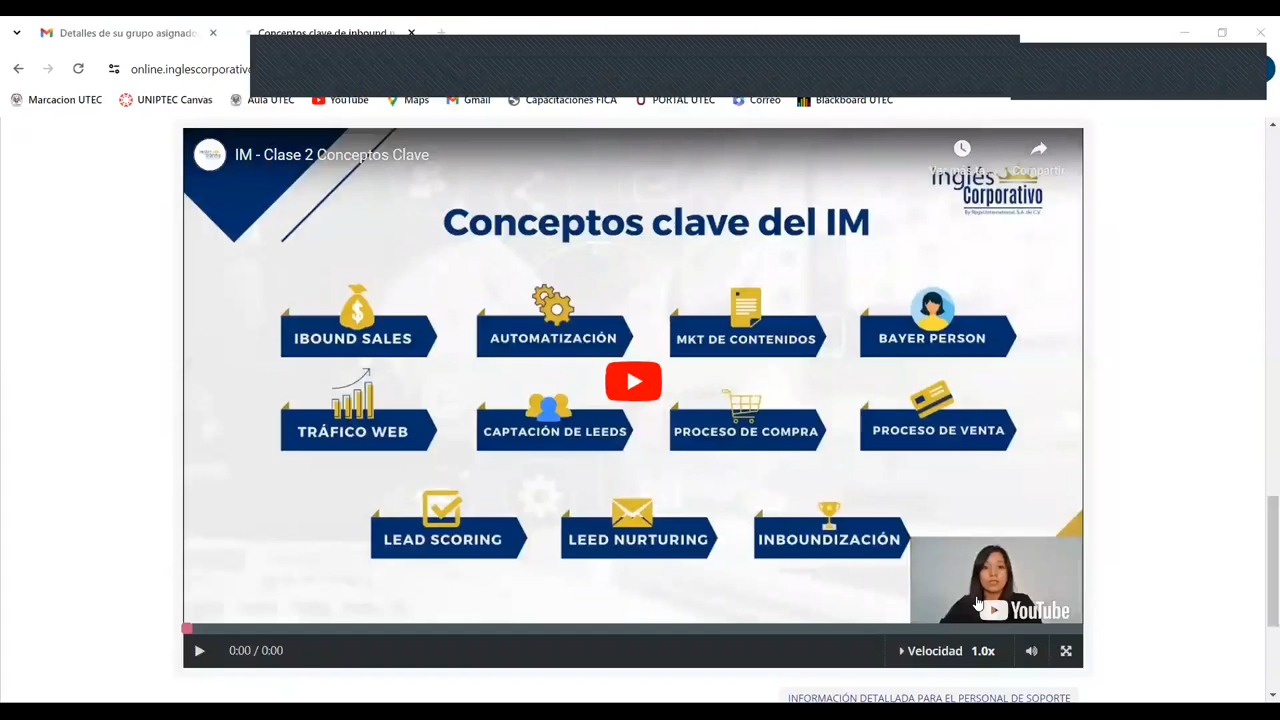 Detalles de su grupo asignado
Conceptos clave de inbound
online.inglescorporativo
Marcacion UTEC UNIPTEC Canvas Aula UTEC YouTube Maps Gmail Capacitaciones FICA PORTAL UTEC Correo Blackboard UTEC
IM - Clase 2 Conceptos Clave
Compartir
Inglés
Corporativo
Conceptos clave del IM
IBOUND SALES AUTOMATIZACIÓN MKT DE CONTENIDOS BAYER PERSON
TRÁFICO WEB CAPTACIÓN DE LEEDS PROCESO DE COMPRA PROCESO DE VENTA
LEAD SCORING LEED NURTURING INBOUNDIZACIÓN
YouTube
0:00 / 0:00 Velocidad 1.0x
INFORMACIÓN DETALLADA PARA EL PERSONAL DE SOPORTE